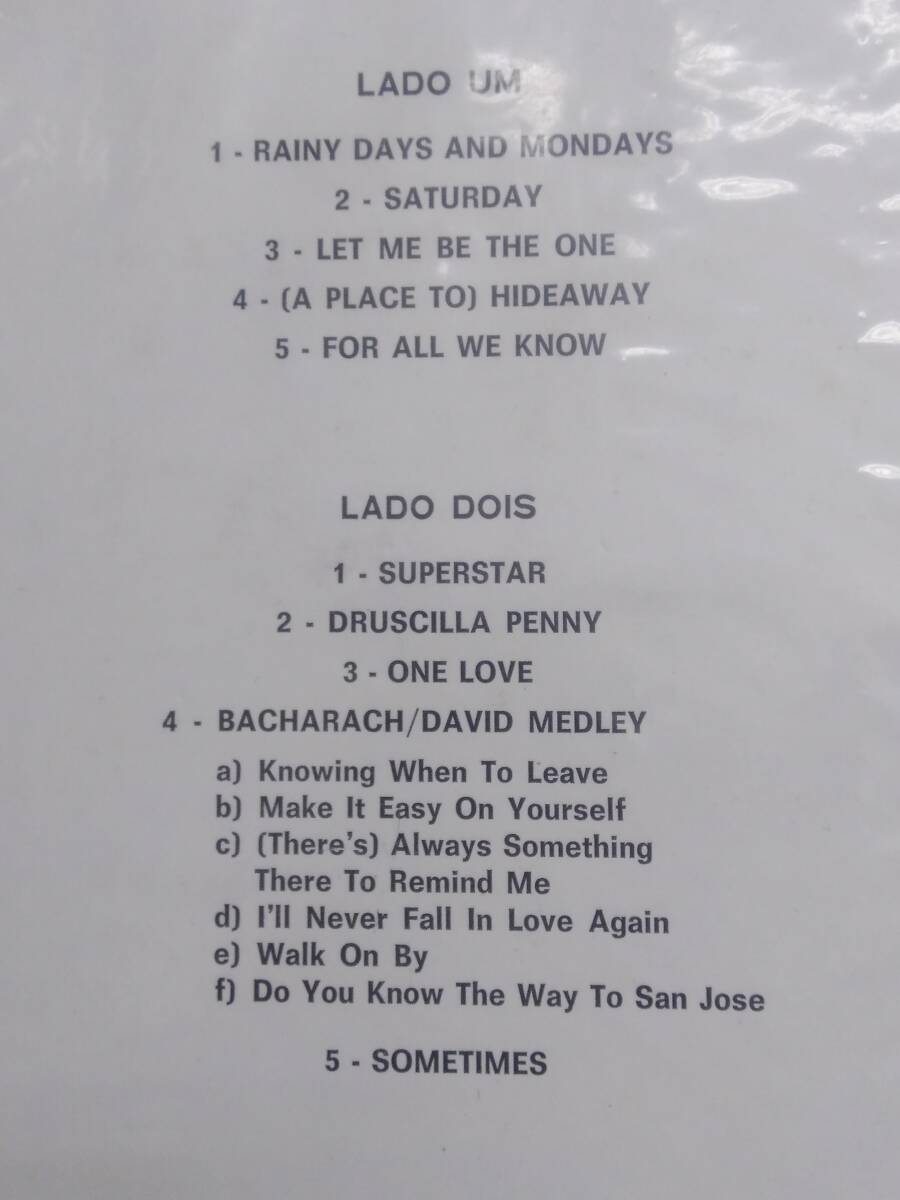 LADO UM
1 - RAINY DAYS AND MONDAYS
2 - SATURDAY
3 - LET ME BE THE ONE
4 - (A PLACE TO) HIDEAWAY
5 - FOR ALL WE KNOW
LADO DOIS
1 - SUPERSTAR
2 - DRUSCILLA PENNY
3 - ONE LOVE
4 - BACHARACH/DAVID MEDLEY
a) Knowing When To Leave
b) Make It Easy On Yourself
c) (There's) Always Something
There To Remind Me
d) I'll Never Fall In Love Again
e) Walk On By
f) Do You Know The Way To San Jose
5 - SOMETIMES